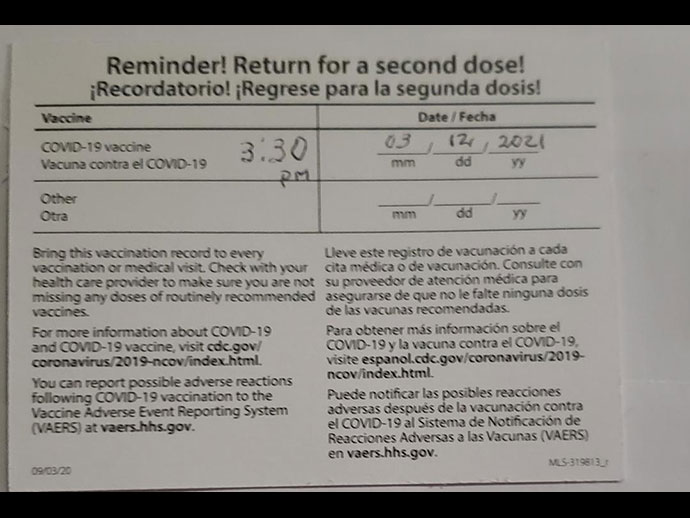 Reminder! Return for a second dose!
¡Recordatorio! ¡Regrese para la segunda dosis!
Vaccine
Date / Fecha
COVID-19 vaccine
Vacuna contra el COVID-19
3:30
PM
03 / 12 / 2021
mm dd yy
Other
Otra
___/___/___
mm dd yy
Bring this vaccination record to every
vaccination or medical visit. Check with your
health care provider to make sure you are not
missing any doses of routinely recommended
vaccines.
For more information about COVID-19
and COVID-19 vaccine, visit cdc.gov/
coronavirus/2019-ncov/index.html.
You can report possible adverse reactions
following COVID-19 vaccination to the
Vaccine Adverse Event Reporting System
(VAERS) at vaers.hhs.gov.
09/03/20
Lleve este registro de vacunación a cada
cita médica o de vacunación. Consulte con
su proveedor de atención médica para
asegurarse de que no le falte ninguna dosis
de las vacunas recomendadas.
Para obtener más información sobre el
COVID-19 y la vacuna contra el COVID-19,
visite espanol.cdc.gov/coronavirus/2019-
ncov/index.html.
Puede notificar las posibles reacciones
adversas después de la vacunación contra
el COVID-19 al Sistema de Notificación de
Reacciones Adversas a las Vacunas (VAERS)
en vaers.hhs.gov.
MLS-319813_r